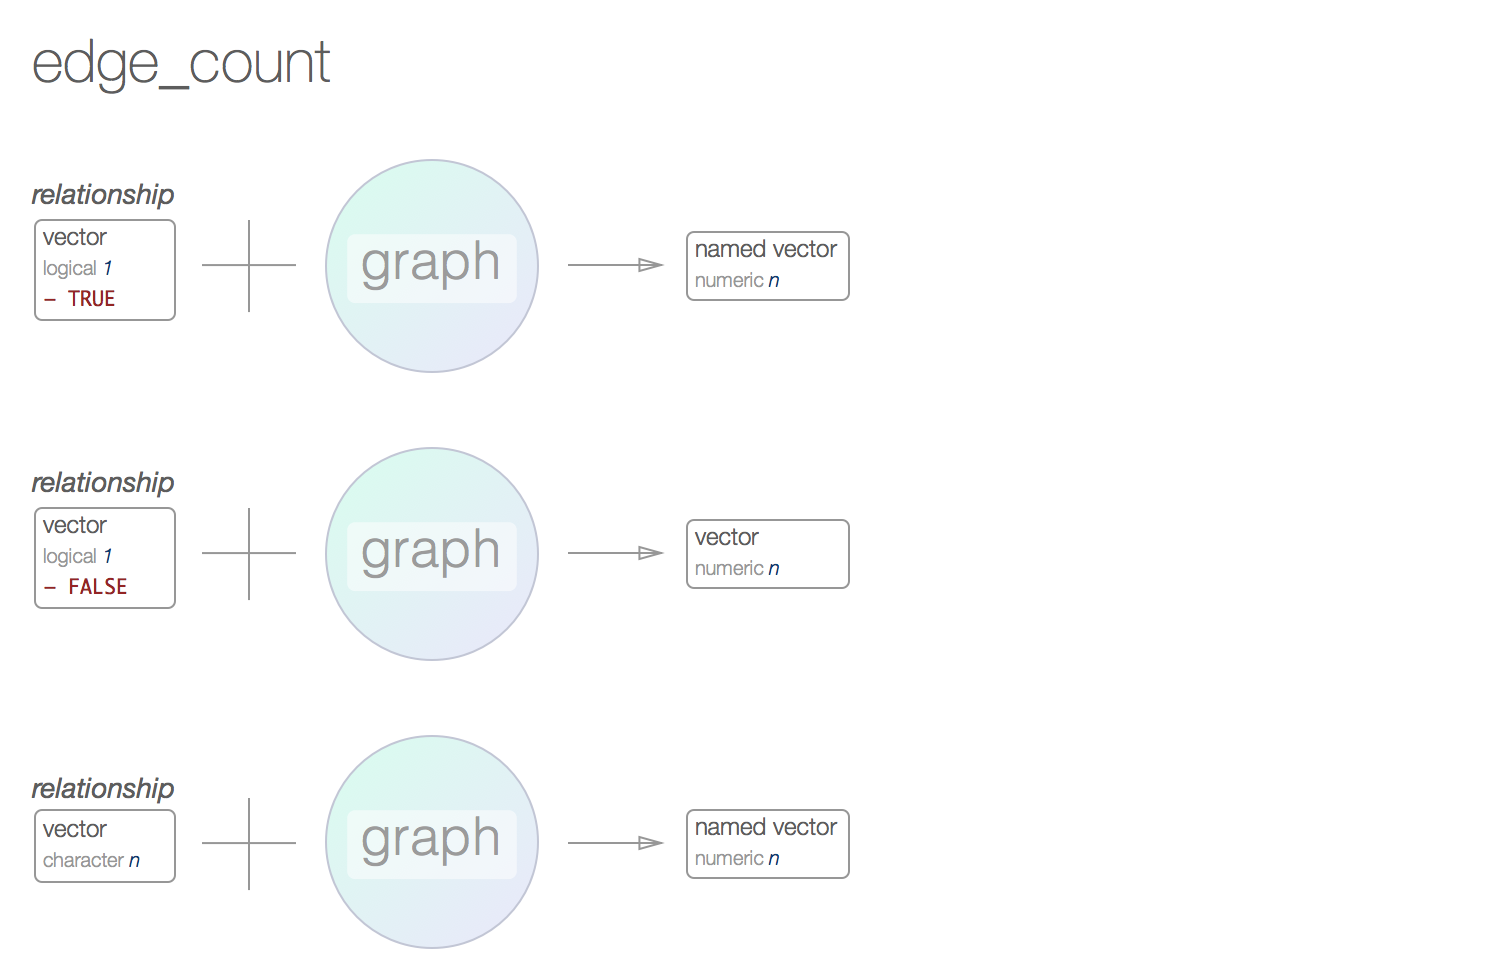 edge_count
relationship
vector
logical 1
– TRUE
graph
named vector
numeric n
relationship
vector
logical 1
– FALSE
graph
vector
numeric n
relationship
vector
character n
graph
named vector
numeric n